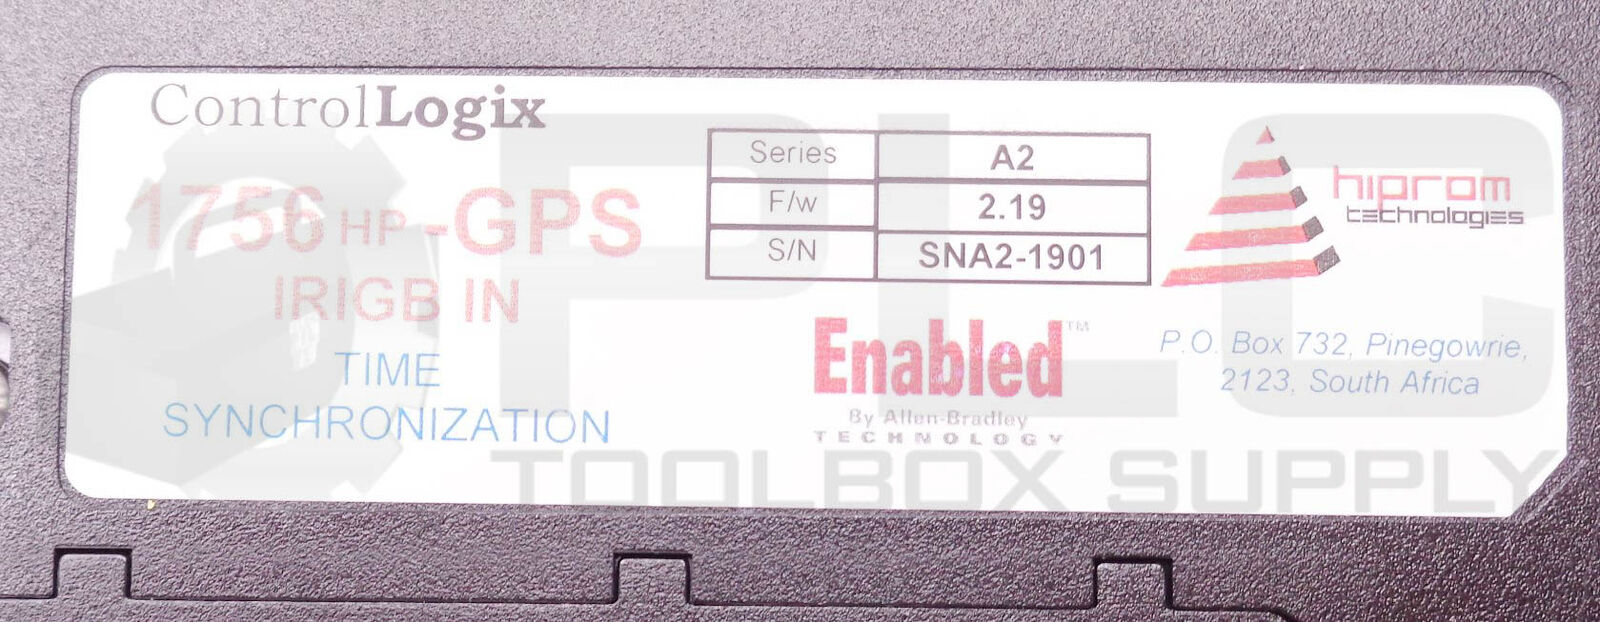 ControlLogix
1756 HP -GPS
IRIGB IN
TIME
SYNCHRONIZATION
Series A2
F/w 2.19
S/N SNA2-1901
Enabled™
By Allen-Bradley
TECHNOLOGY
hiprom
technologies
P.O. Box 732, Pinegowrie,
2123, South Africa
PLC
TOOLBOX SUPPLY